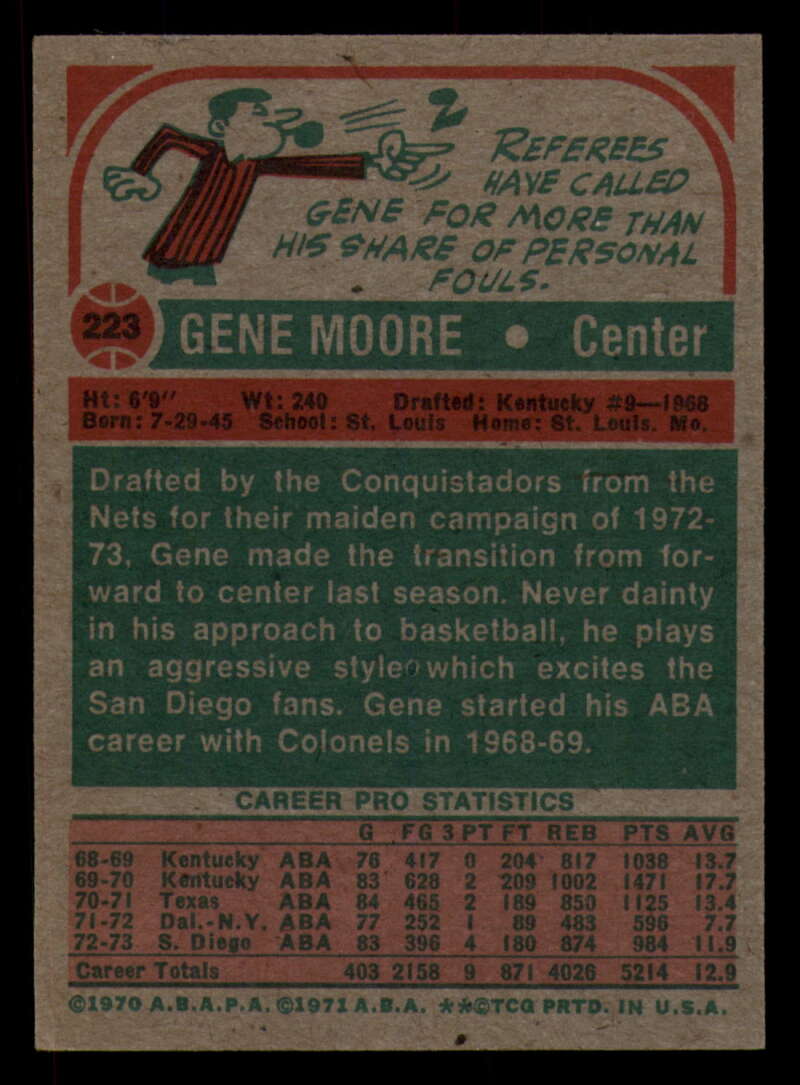 2
REFEREES
HAVE CALLED
GENE FOR MORE THAN
HIS SHARE OF PERSONAL
FOULS.
223 GENE MOORE • Center
Ht: 6'9" Wt: 240 Drafted: Kentucky #9—1968
Born: 7-29-45 School: St. Louis Home: St. Louis. Mo.
Drafted by the Conquistadors from the
Nets for their maiden campaign of 1972-
73, Gene made the transition from for-
ward to center last season. Never dainty
in his approach to basketball, he plays
an aggressive style which excites the
San Diego fans. Gene started his ABA
career with Colonels in 1968-69.
CAREER PRO STATISTICS
G FG 3PT FT REB PTS AVG
68-69 Kentucky ABA 76 417 0 204 817 1038 13.7
69-70 Kentucky ABA 83 628 2 209 1002 1471 17.7
70-71 Texas ABA 84 465 2 189 850 1125 13.4
71-72 Dal.-N.Y. ABA 77 252 1 89 483 596 7.7
72-73 S. Diego ABA 83 396 4 180 874 984 11.9
Career Totals 403 2158 9 871 4026 5214 12.9
©1970 A.B.A.P.A. ©1971 A.B.A. **©TCG PRTD. IN U.S.A.